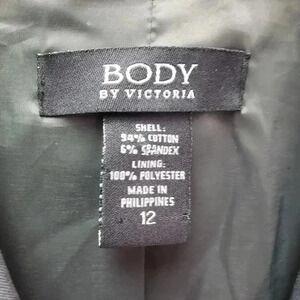 BODY
BY VICTORIA
SHELL:
94% COTTON
6% SPANDEX
LINING:
100% POLYESTER
MADE IN
PHILIPPINES
12